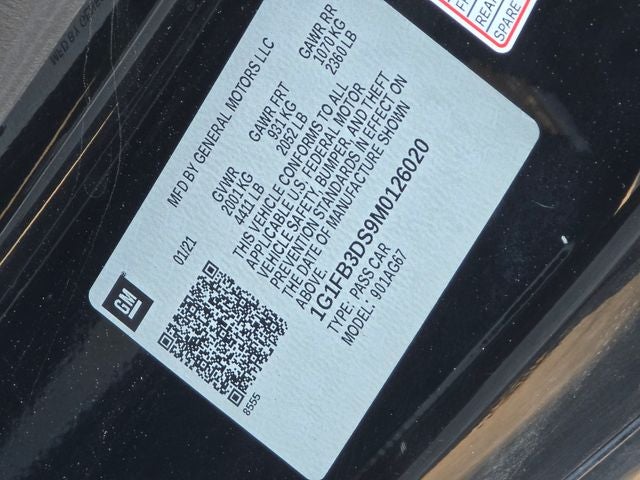 MFD BY GENERAL MOTORS LLC
01/21
GVWR
2001 KG
4411 LB
GAWR FRT
931 KG
2052 LB
GAWR RR
1070 KG
2360 LB
THIS VEHICLE CONFORMS TO ALL
APPLICABLE U.S. FEDERAL MOTOR
VEHICLE SAFETY, BUMPER, AND THEFT
PREVENTION STANDARDS IN EFFECT ON
THE DATE OF MANUFACTURE SHOWN
ABOVE.
1G1FB3DS9M0126020
TYPE: PASS CAR
MODEL: 901AG67
GM
8555
REAR
SPARE